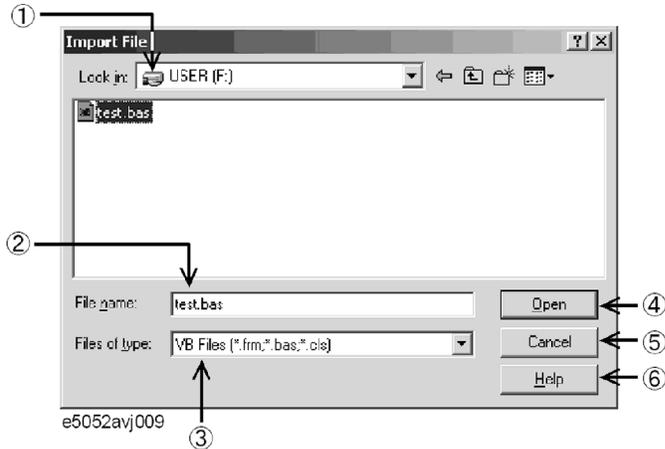 ①
Import File
Look in: USER (F:)
test.bas
②
File name: test.bas
Open ④
Files of type: VB Files (*.frm;*.bas;*.cls)
Cancel ⑤
Help ⑥
e5052avj009
③